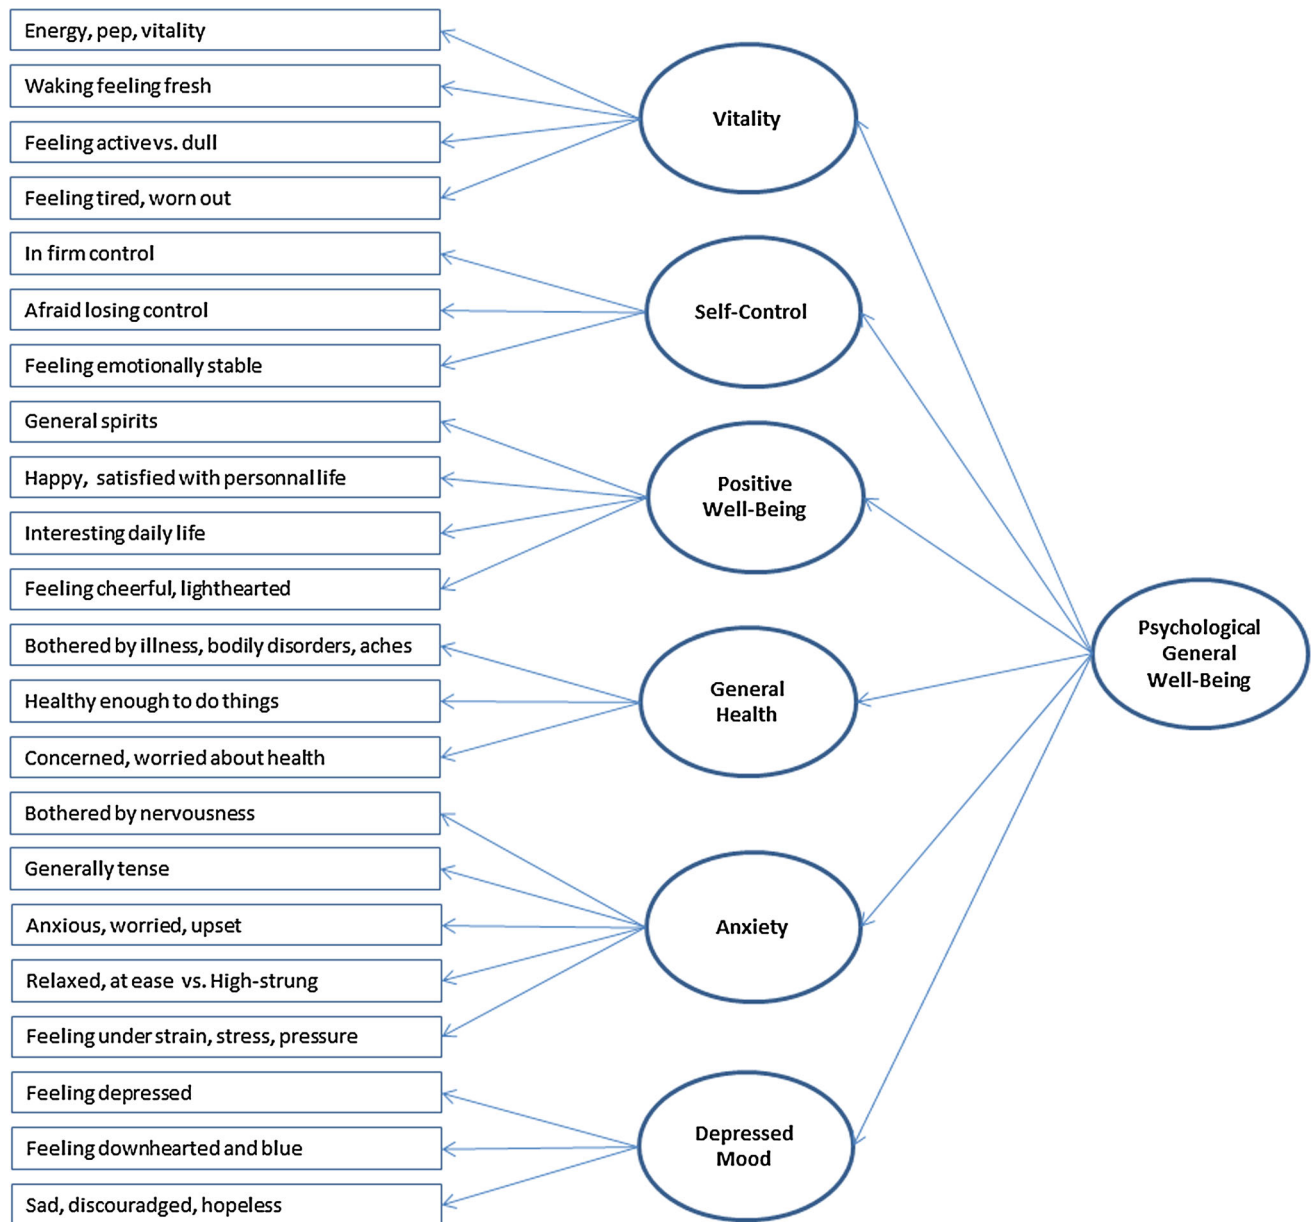 Energy, pep, vitality
Waking feeling fresh
Feeling active vs. dull
Feeling tired, worn out
In firm control
Afraid losing control
Feeling emotionally stable
General spirits
Happy,  satisfied with personnal life
Interesting daily life
Feeling cheerful, lighthearted
Bothered by illness, bodily disorders, aches
Healthy enough to do things
Concerned, worried about health
Bothered by nervousness
Generally tense
Anxious, worried, upset
Relaxed, at ease  vs. High-strung
Feeling under strain, stress, pressure
Feeling depressed
Feeling downhearted and blue
Sad, discouradged, hopeless
Vitality
Self-Control
Positive
Well-Being
General
Health
Anxiety
Depressed
Mood
Psychological
General
Well-Being